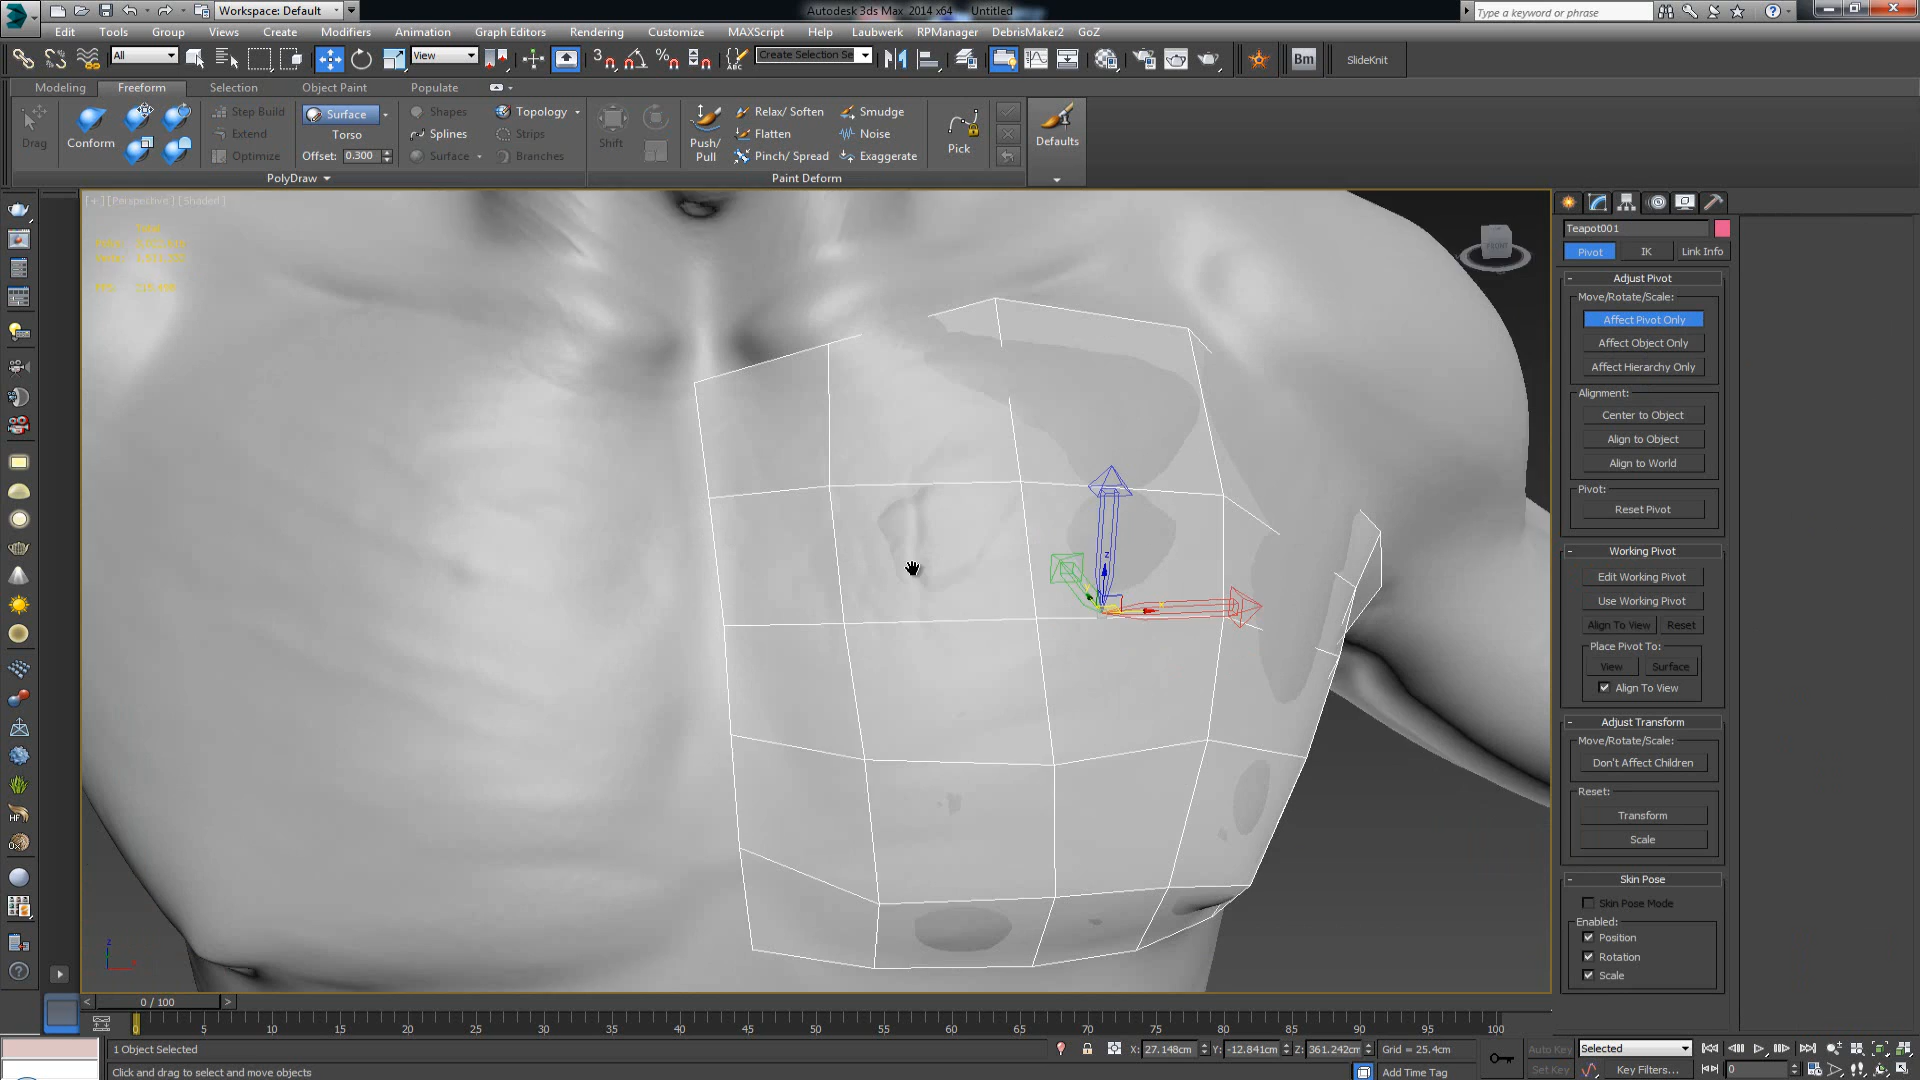 Workspace: Default
Autodesk 3ds Max 2014 x64 Untitled
Type a keyword or phrase
Edit Tools Group Views Create Modifiers Animation Graph Editors Rendering Customize MAXScript Help Laubwerk RPManager DebrisMaker2 GoZ
All View Create Selection Se Bm SlideKnit
Modeling Freeform Selection Object Paint Populate
Drag Conform Step Build Extend Optimize
Surface Torso Offset: 0.300
Shapes Splines Surface
Topology Strips Branches
Shift Push/Pull
Relax/ Soften Flatten Pinch/ Spread
Smudge Noise Exaggerate
Pick Defaults
PolyDraw Paint Deform
[ + ] [ Perspective ] [ Shaded ]
Total
FRONT
Teapot001
Pivot IK Link Info
Adjust Pivot
Move/Rotate/Scale:
Affect Pivot Only
Affect Object Only
Affect Hierarchy Only
Alignment:
Center to Object
Align to Object
Align to World
Pivot:
Reset Pivot
Working Pivot
Edit Working Pivot
Use Working Pivot
Align To View Reset
Place Pivot To:
View Surface
Align To View
Adjust Transform
Move/Rotate/Scale:
Don't Affect Children
Reset:
Transform
Scale
Skin Pose
Skin Pose Mode
Enabled:
Position
Rotation
Scale
z
z
HF
0 / 100
0 5 10 15 20 25 30 35 40 45 50 55 60 65 70 75 80 85 90 95 100
1 Object Selected X: 27.148cm Y: -12.841cm Z: 361.242cm Grid = 25.4cm Auto Key Selected
Click and drag to select and move objects Add Time Tag Set Key Key Filters... 0